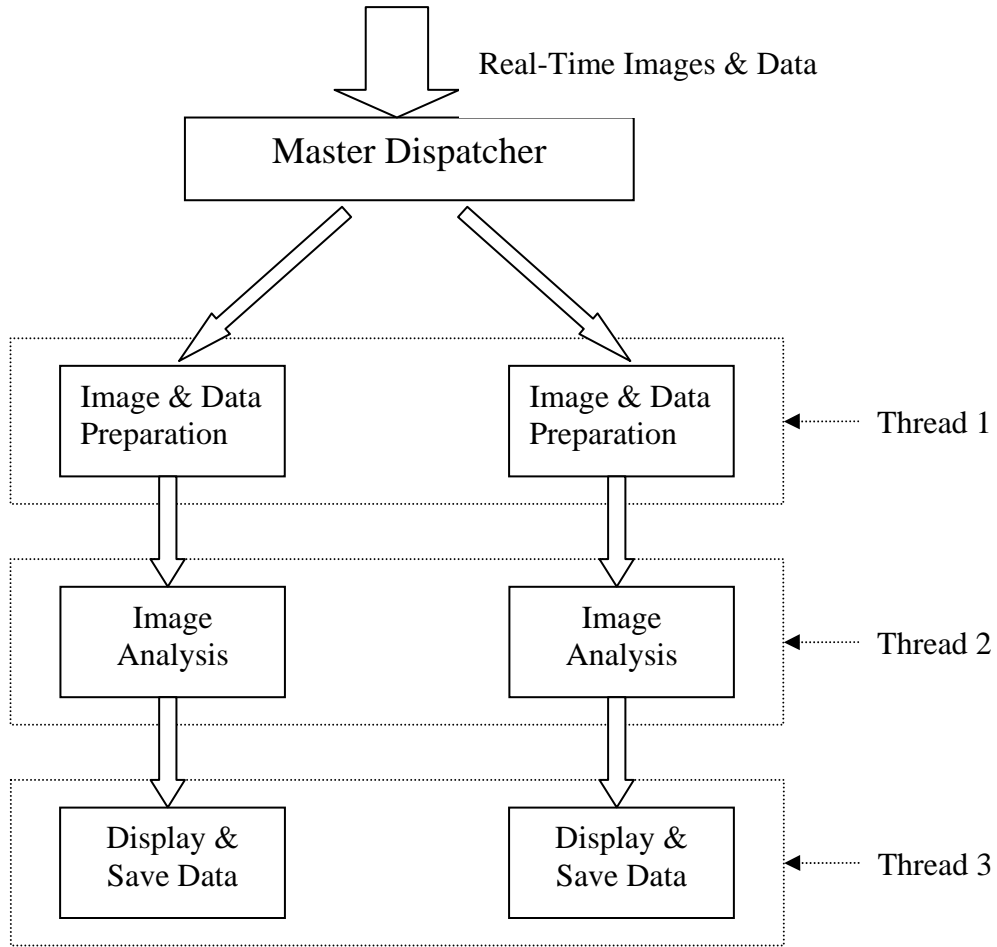 Real-Time Images & Data
Master Dispatcher
Image & Data
Preparation
Image & Data
Preparation
Thread 1
Image
Analysis
Image
Analysis
Thread 2
Display &
Save Data
Display &
Save Data
Thread 3